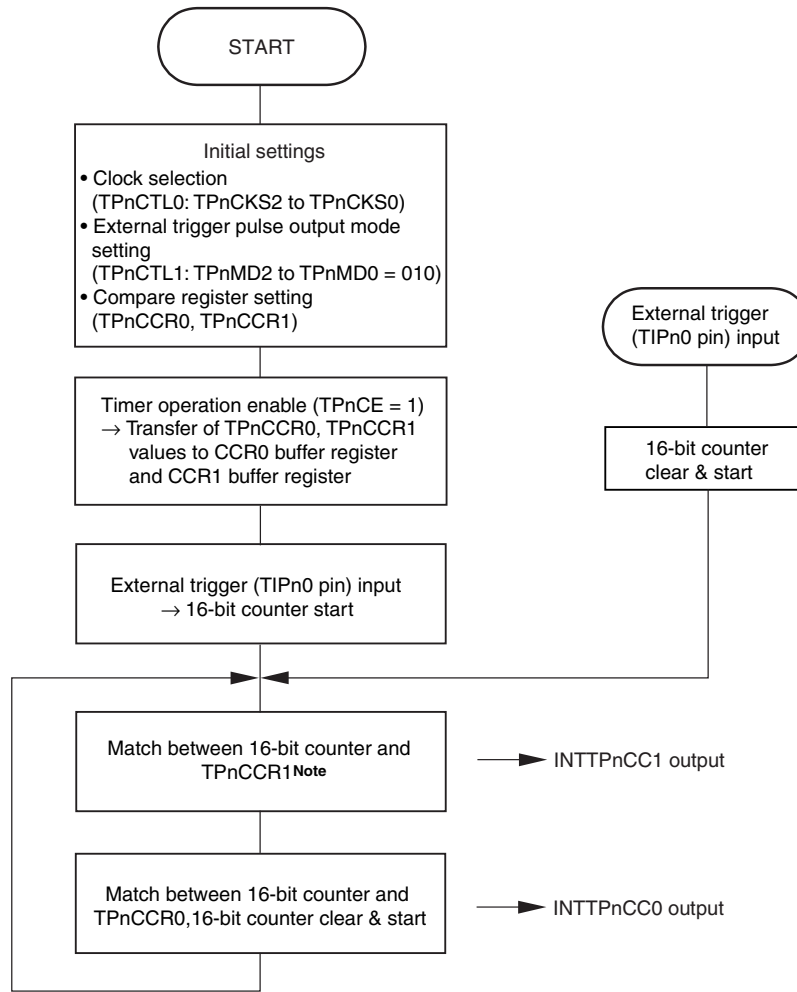 START
Initial settings
• Clock selection
(TPnCTL0: TPnCKS2 to TPnCKS0)
• External trigger pulse output mode
setting
(TPnCTL1: TPnMD2 to TPnMD0 = 010)
• Compare register setting
(TPnCCR0, TPnCCR1)
External trigger
(TIPn0 pin) input
Timer operation enable (TPnCE = 1)
→ Transfer of TPnCCR0, TPnCCR1
values to CCR0 buffer register
and CCR1 buffer register
16-bit counter
clear & start
External trigger (TIPn0 pin) input
→ 16-bit counter start
Match between 16-bit counter and
TPnCCR1Note
INTTPnCC1 output
Match between 16-bit counter and
TPnCCR0,16-bit counter clear & start
INTTPnCC0 output